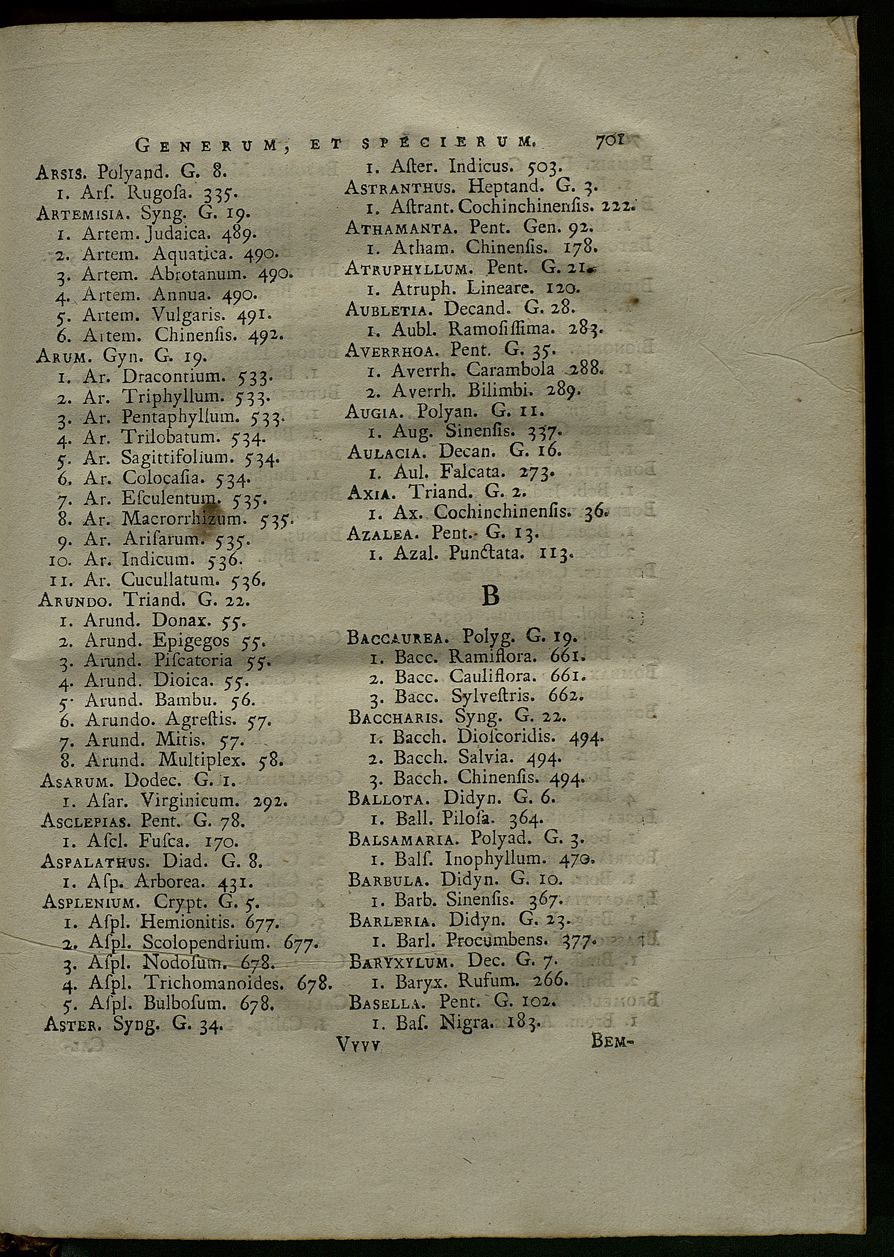 GENERUM, ET SPECIERUM. 701
ARSIS. Polyand. G. 8.
1. Arſ. Rugoſa. 335.
ARTEMISIA. Syng. G. 19.
1. Artem. Judaica. 489.
2. Artem. Aquatica. 490.
3. Artem. Abrotanum. 490.
4. Artem. Annua. 490.
5. Artem. Vulgaris. 491.
6. Artem. Chinenſis. 492.
ARUM. Gyn. G. 19.
1. Ar. Dracontium. 533.
2. Ar. Triphyllum. 533.
3. Ar. Pentaphyllum. 533.
4. Ar. Trilobatum. 534.
5. Ar. Sagittifolium. 534.
6. Ar. Colocaſia. 534.
7. Ar. Eſculentum. 535.
8. Ar. Macrorrhizum. 535.
9. Ar. Ariſarum. 535.
10. Ar. Indicum. 536.
11. Ar. Cucullatum. 536.
ARUNDO. Triand. G. 22.
1. Arund. Donax. 55.
2. Arund. Epigegos 55.
3. Arund. Piſcatoria 55.
4. Arund. Dioica. 55.
5. Arund. Bambu. 56.
6. Arundo. Agreſtis. 57.
7. Arund. Mitis. 57.
8. Arund. Multiplex. 58.
ASARUM. Dodec. G. 1.
1. Aſar. Virginicum. 292.
ASCLEPIAS. Pent. G. 78.
1. Aſcl. Fuſca. 170.
ASPALATHUS. Diad. G. 8.
1. Aſp. Arborea. 431.
ASPLENIUM. Crypt. G. 5.
1. Aſpl. Hemionitis. 677.
2. Aſpl. Scolopendrium. 677.
3. Aſpl. Nodoſum. 678.
4. Aſpl. Trichomanoides. 678.
5. Aſpl. Bulboſum. 678.
ASTER. Syng. G. 34.
1. Aſter. Indicus. 503.
ASTRANTHUS. Heptand. G. 3.
1. Aſtrant. Cochinchinenſis. 222.
ATHAMANTA. Pent. Gen. 92.
1. Atham. Chinenſis. 178.
ATRUPHYLLUM. Pent. G. 21.
1. Atruph. Lineare. 120.
AUBLETIA. Decand. G. 28.
1. Aubl. Ramoſiſſima. 283.
AVERRHOA. Pent. G. 35.
1. Averrh. Carambola 288.
2. Averrh. Bilimbi. 289.
AUGIA. Polyan. G. 11.
1. Aug. Sinenſis. 337.
AULACIA. Decan. G. 16.
1. Aul. Falcata. 273.
AXIA. Triand. G. 2.
1. Ax. Cochinchinenſis. 36.
AZALEA. Pent. G. 13.
1. Azal. Punctata. 113.
B
BACCAUREA. Polyg. G. 19.
1. Bacc. Ramiflora. 661.
2. Bacc. Cauliflora. 661.
3. Bacc. Sylveſtris. 662.
BACCHARIS. Syng. G. 22.
1. Bacch. Dioſcoridis. 494.
2. Bacch. Salvia. 494.
3. Bacch. Chinenſis. 494.
BALLOTA. Didyn. G. 6.
1. Ball. Piloſa. 364.
BALSAMARIA. Polyad. G. 3.
1. Balſ. Inophyllum. 470.
BARBULA. Didyn. G. 10.
1. Barb. Sinenſis. 367.
BARLERIA. Didyn. G. 23.
1. Barl. Procumbens. 377.
BARYXYLUM. Dec. G. 7.
1. Baryx. Rufum. 266.
BASELLA. Pent. G. 102.
1. Baſ. Nigra. 183.
VYVV BEM-